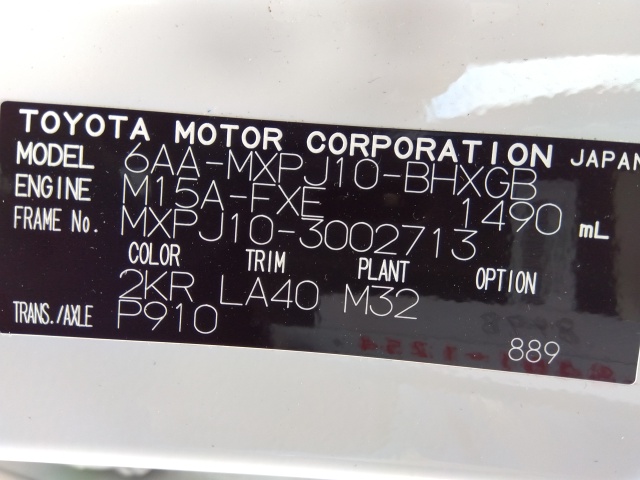 TOYOTA MOTOR CORPORATION JAPAN
MODEL 6AA-MXPJ10-BHXGB
ENGINE M15A-FXE 1490 mL
FRAME No. MXPJ10-3002713
COLOR TRIM PLANT OPTION
2KR LA40 M32
TRANS./AXLE P910
889